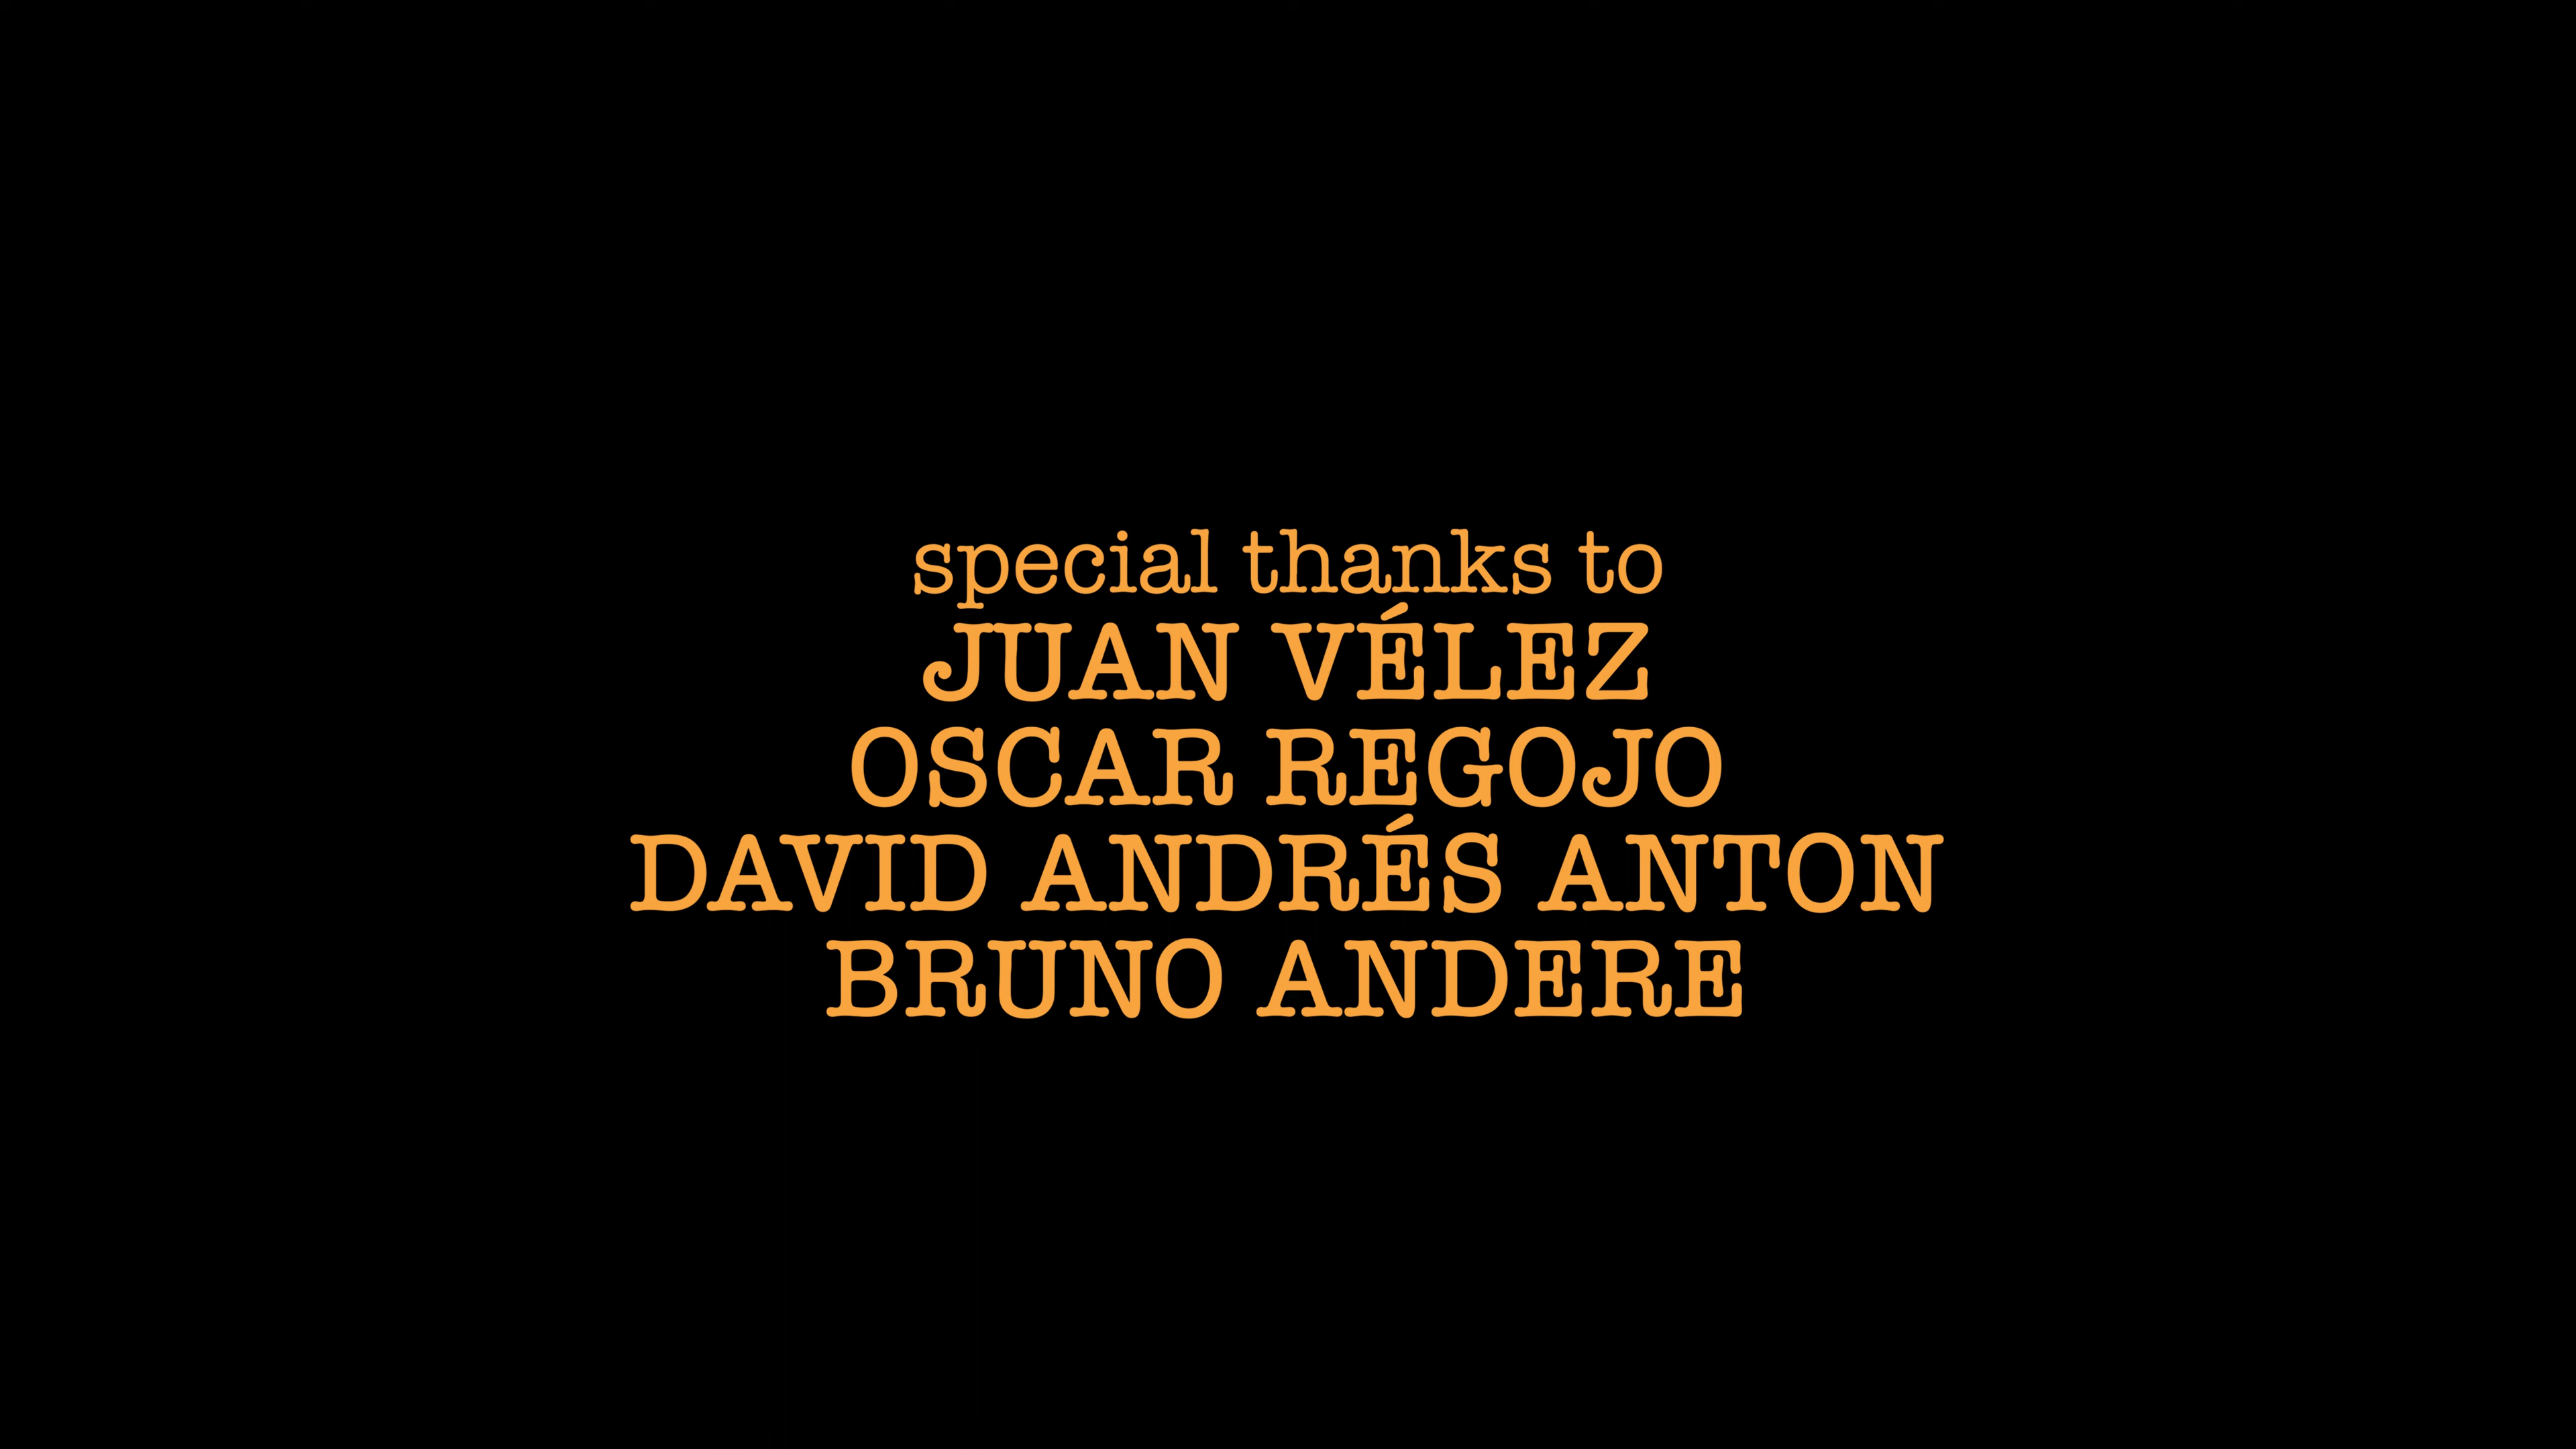 special thanks to
JUAN VÉLEZ
OSCAR REGOJO
DAVID ANDRÉS ANTON
BRUNO ANDERE